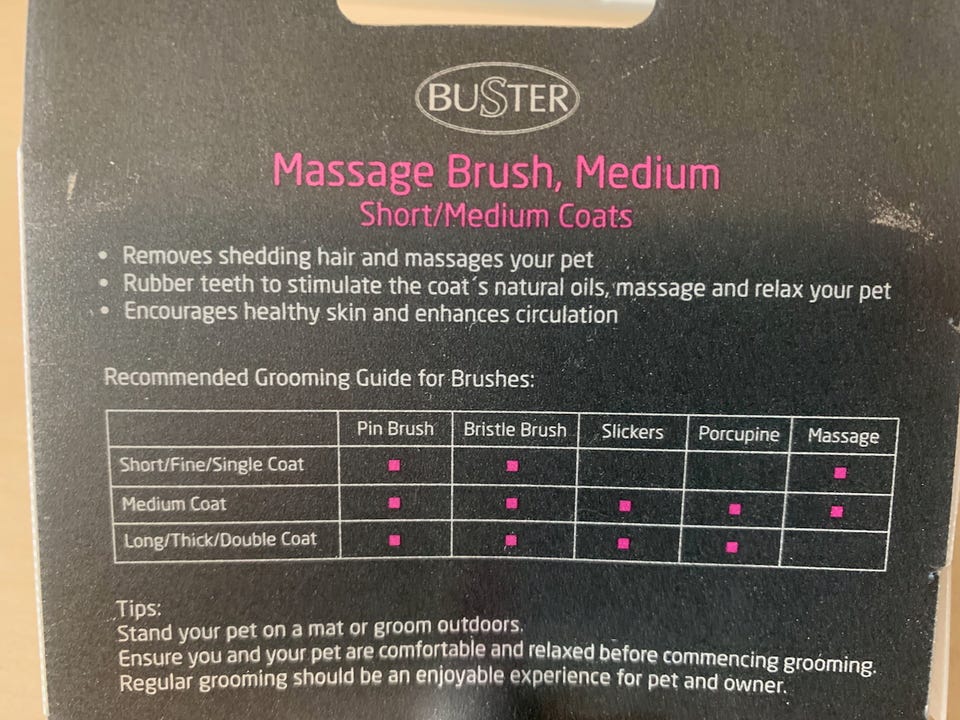 BUSTER
Massage Brush, Medium
Short/Medium Coats
• Removes shedding hair and massages your pet
• Rubber teeth to stimulate the coat´s natural oils, massage and relax your pet
• Encourages healthy skin and enhances circulation
Recommended Grooming Guide for Brushes:
Pin Brush Bristle Brush Slickers Porcupine Massage
Short/Fine/Single Coat ■ ■ ■
Medium Coat ■ ■ ■ ■ ■
Long/Thick/Double Coat ■ ■ ■ ■
Tips:
Stand your pet on a mat or groom outdoors.
Ensure you and your pet are comfortable and relaxed before commencing grooming.
Regular grooming should be an enjoyable experience for pet and owner.